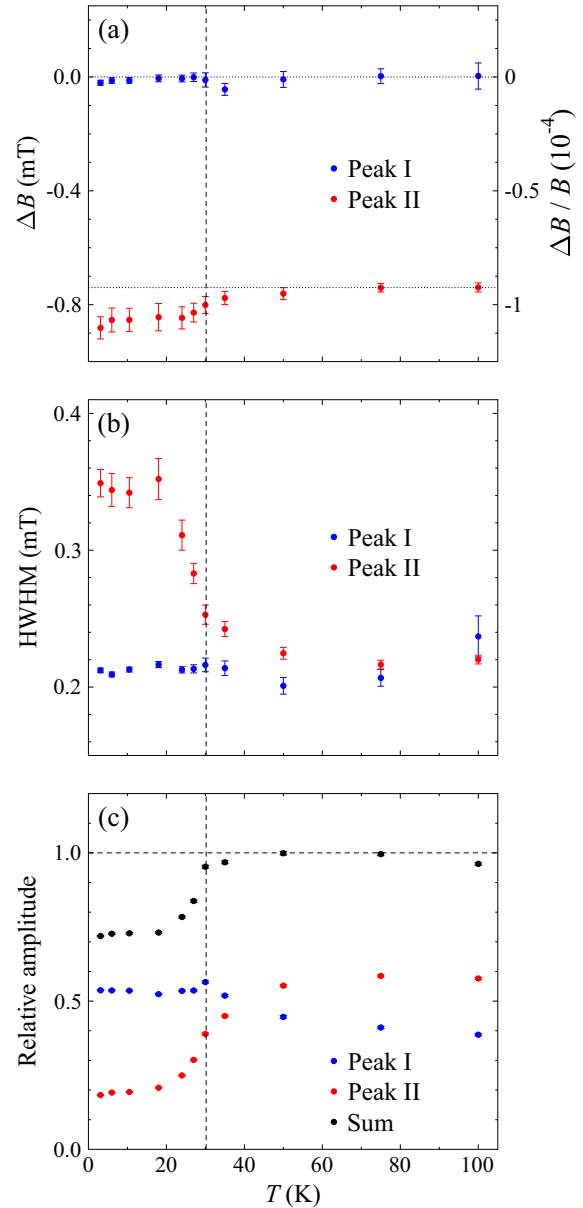 (a)
0.0
-0.4
-0.8
ΔB (mT)
0
-0.5
-1
ΔB / B (10⁻⁴)
Peak I
Peak II
(b)
0.4
0.3
0.2
HWHM (mT)
Peak I
Peak II
(c)
1.0
0.5
0.0
Relative amplitude
Peak I
Peak II
Sum
0 20 40 60 80 100
T (K)